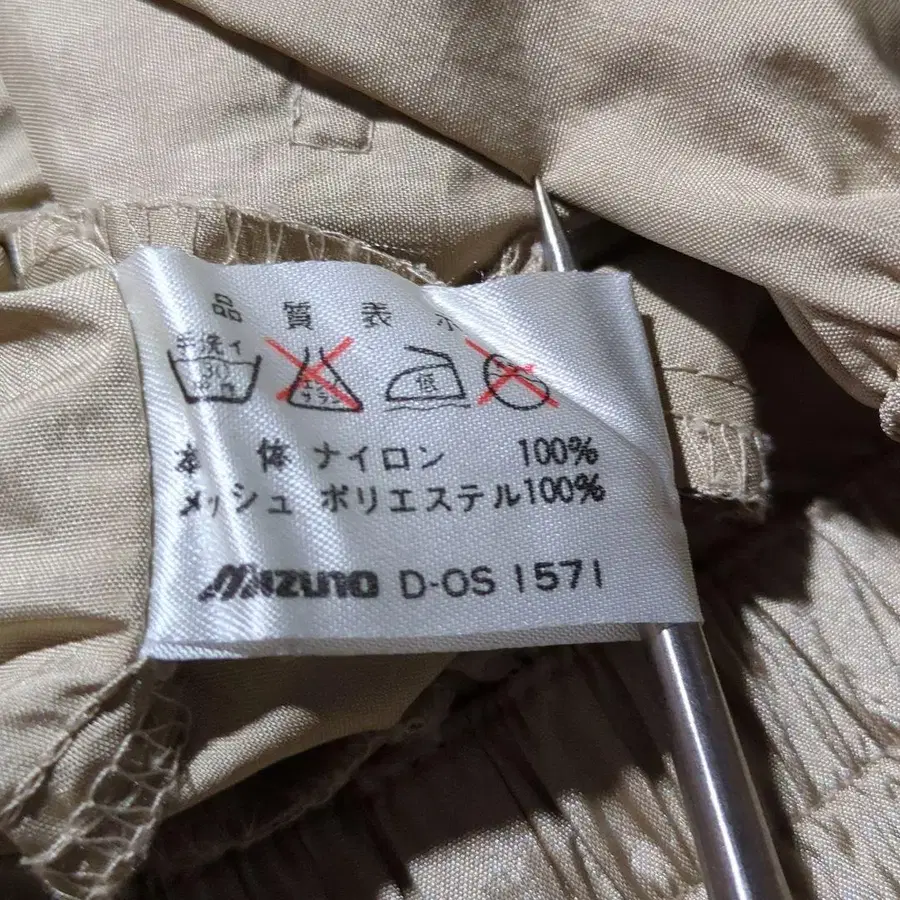 品質表示
手洗イ 30 エンソサラシ 低
本体 ナイロン 100%
メッシュ ポリエステル100%
Mizuno D-OS 1571